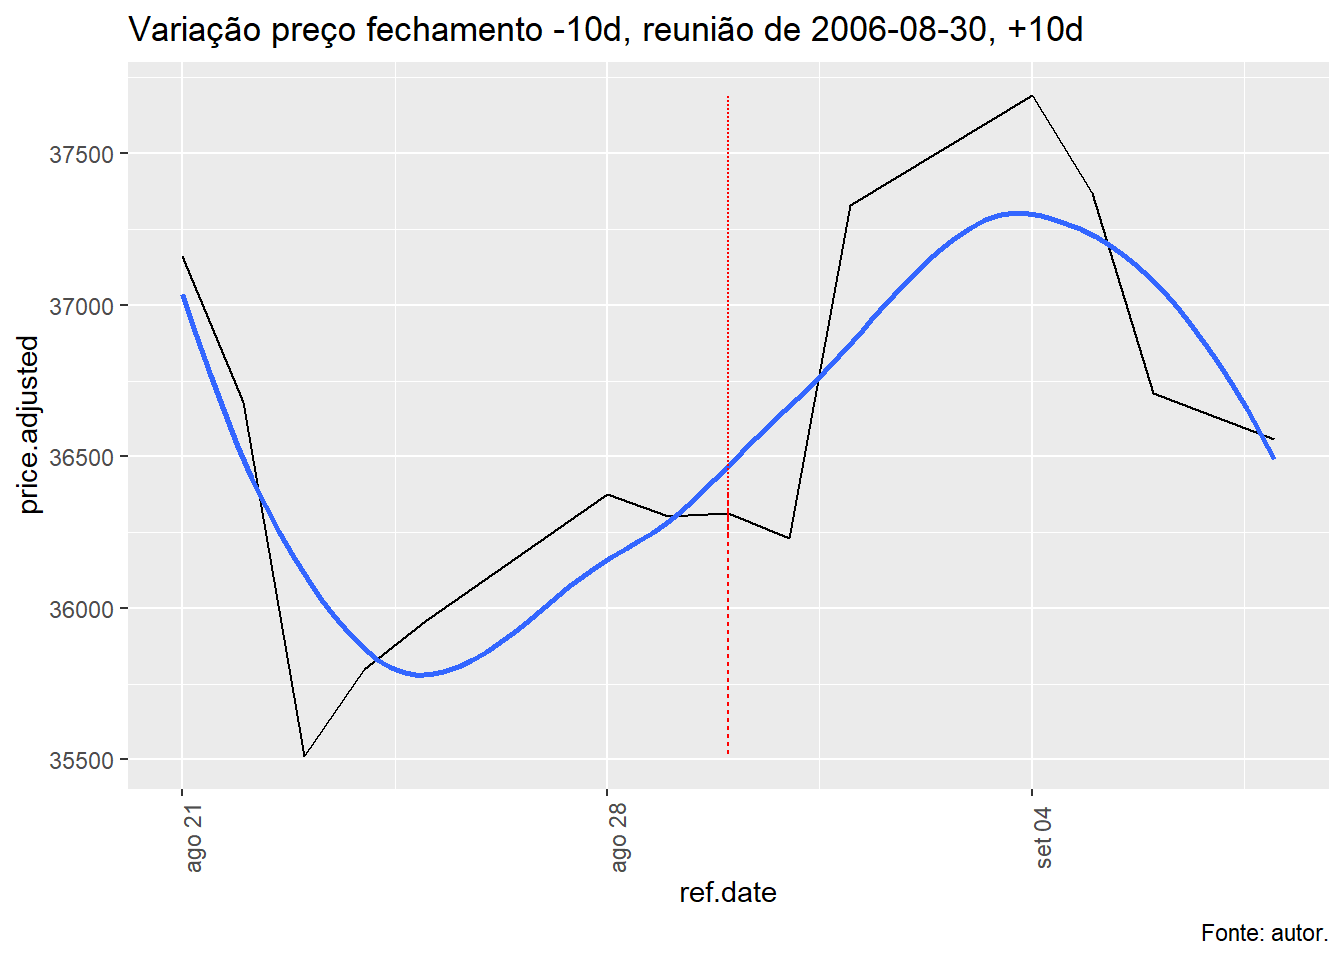 Variação preço fechamento -10d, reunião de 2006-08-30, +10d
price.adjusted
37500
37000
36500
36000
35500
ago 21
ago 28
set 04
ref.date
Fonte: autor.